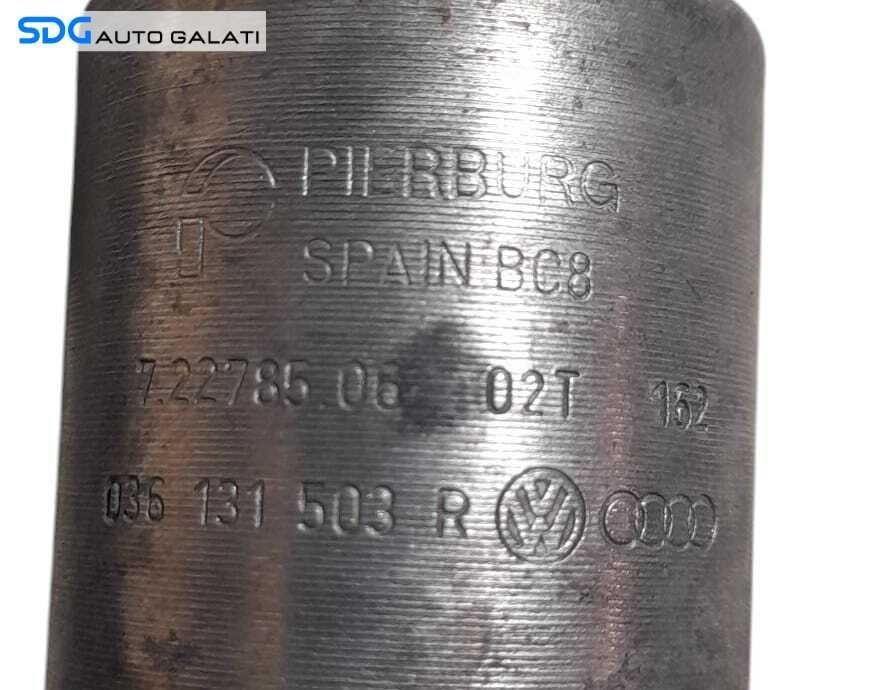 SDG AUTO GALATI
PIERBURG
SPAIN BC8
7.22785.06 02T 162
036 131 503 R